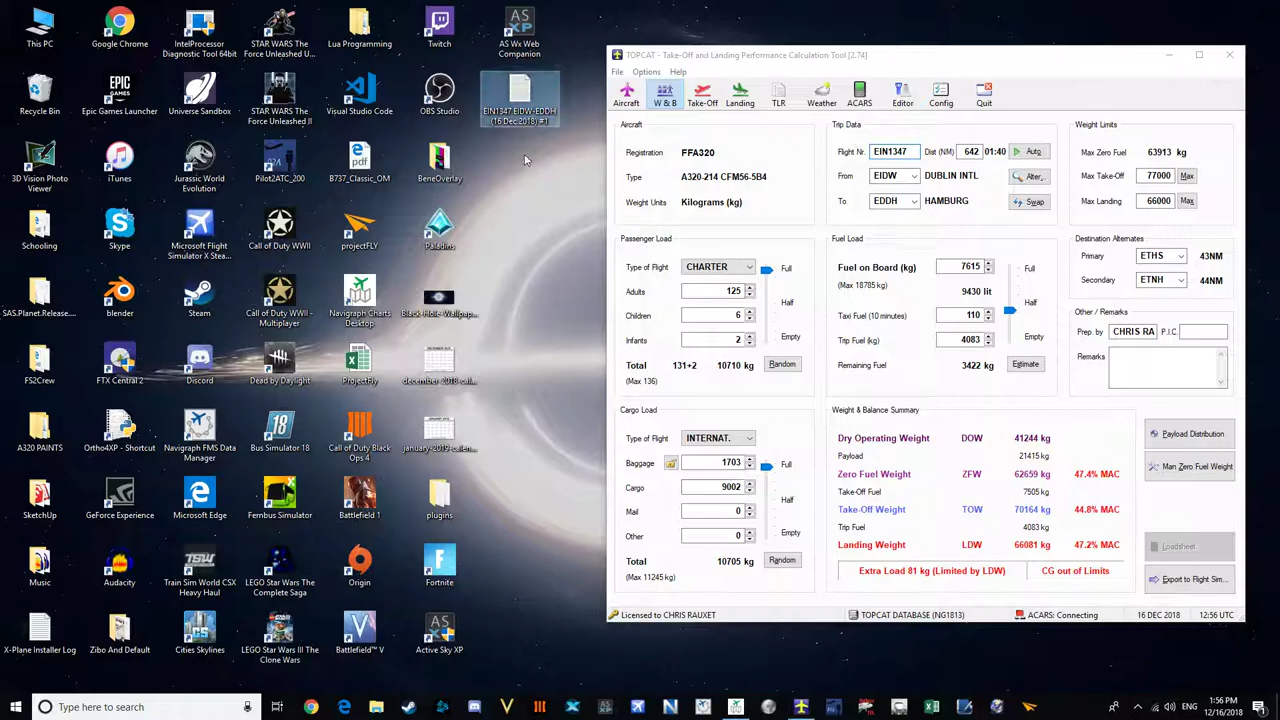 This PC
Google Chrome
IntelProcessor
Diagnostic Tool 64bit
STAR WARS The
Force Unleashed U...
Lua Programming
Twitch
AS Wx Web
Companion
Recycle Bin
Epic Games Launcher
Universe Sandbox
STAR WARS The
Force Unleashed II
Visual Studio Code
OBS Studio
EIN1347 EIDW-EDDH
(16 Dec 2018) #1
3D Vision Photo
Viewer
iTunes
Jurassic World
Evolution
Pilot2ATC_200
B737_Classic_OM
BeneOverlay
Schooling
Skype
Microsoft Flight
Simulator X Stea...
Call of Duty WWII
projectFLY
Paladins
SAS.Planet.Release....
blender
Steam
Call of Duty WWII -
Multiplayer
Navigraph Charts
Desktop
Black-Hole-Wallpap...
FS2Crew
FTX Central 2
Discord
Dead by Daylight
ProjectFly
december-2018-cal...
A320 PAINTS
Ortho4XP - Shortcut
Navigraph FMS Data
Manager
Bus Simulator 18
Call of Duty Black
Ops 4
january-2019-calen...
SketchUp
GeForce Experience
Microsoft Edge
Fernbus Simulator
Battlefield 1
plugins
Music
Audacity
Train Sim World CSX
Heavy Haul
LEGO Star Wars The
Complete Saga
Origin
Fortnite
X-Plane Installer Log
Zibo And Default
Cities Skylines
LEGO Star Wars III The
Clone Wars
Battlefield™ V
Active Sky XP
TOPCAT - Take-Off and Landing Performance Calculation Tool [2.74]
File Options Help
Aircraft W & B Take-Off Landing TLR Weather ACARS Editor Config Quit
Aircraft
Registration FFA320
Type A320-214 CFM56-5B4
Weight Units Kilograms (kg)
Trip Data
Flight Nr. EIN1347 Dist (NM) 642 01:40 Auto
From EIDW DUBLIN INTL Alter...
To EDDH HAMBURG Swap
Weight Limits
Max Zero Fuel 63913 kg
Max Take-Off 77000 Max
Max Landing 66000 Max
Passenger Load
Type of Flight CHARTER Full
Adults 125
Children 6 Half
Infants 2 Empty
Total 131+2 10710 kg Random
(Max 136)
Fuel Load
Fuel on Board (kg) 7615 Full
(Max 18785 kg) 9430 lit Half
Taxi Fuel (10 minutes) 110
Trip Fuel (kg) 4083 Empty
Remaining Fuel 3422 kg Estimate
Destination Alternates
Primary ETHS 43NM
Secondary ETNH 44NM
Other / Remarks
Prep. by CHRIS RA P.I.C.
Remarks
Cargo Load
Type of Flight INTERNAT.
Baggage 1703 Full
Cargo 9002 Half
Mail 0
Other 0 Empty
Total 10705 kg Random
(Max 11245 kg)
Weight & Balance Summary
Dry Operating Weight DOW 41244 kg
Payload 21415 kg
Zero Fuel Weight ZFW 62659 kg 47.4% MAC
Take-Off Fuel 7505kg
Take-Off Weight TOW 70164 kg 44.8% MAC
Trip Fuel 4083 kg
Landing Weight LDW 66081 kg 47.2% MAC
Extra Load 81 kg (Limited by LDW) CG out of Limits
Payload Distribution
Man Zero Fuel Weight
Loadsheet
Export to Flight Sim...
Licensed to CHRIS RAUXET TOPCAT DATABASE (NG1813) ACARS: Connecting 16 DEC 2018 12:56 UTC
Type here to search
1:56 PM
12/16/2018